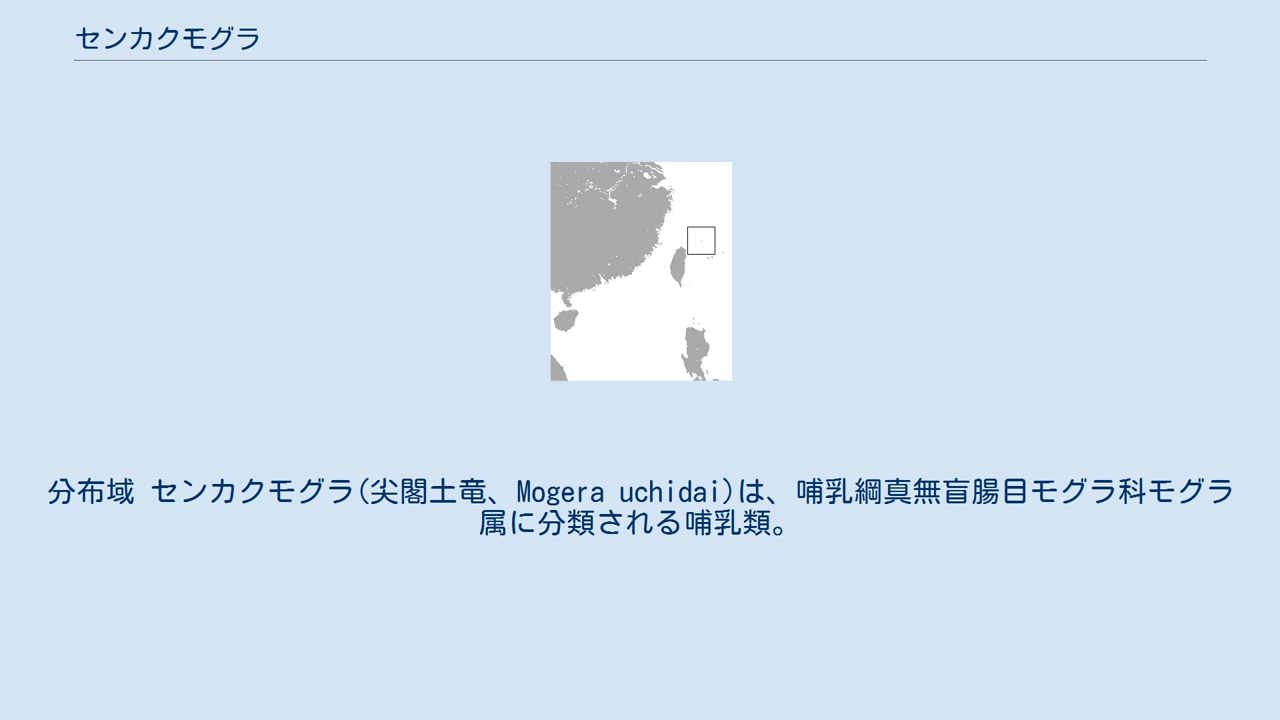 センカクモグラ
分布域 センカクモグラ(尖閣土竜、Mogera uchidai)は、哺乳綱真無盲腸目モグラ科モグラ
属に分類される哺乳類。